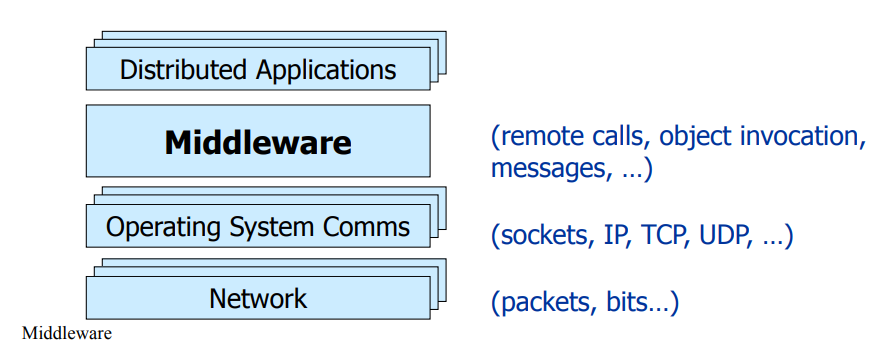 Distributed Applications
Middleware
(remote calls, object invocation,
messages, ...)
Operating System Comms
(sockets, IP, TCP, UDP, ...)
Network
(packets, bits...)
Middleware